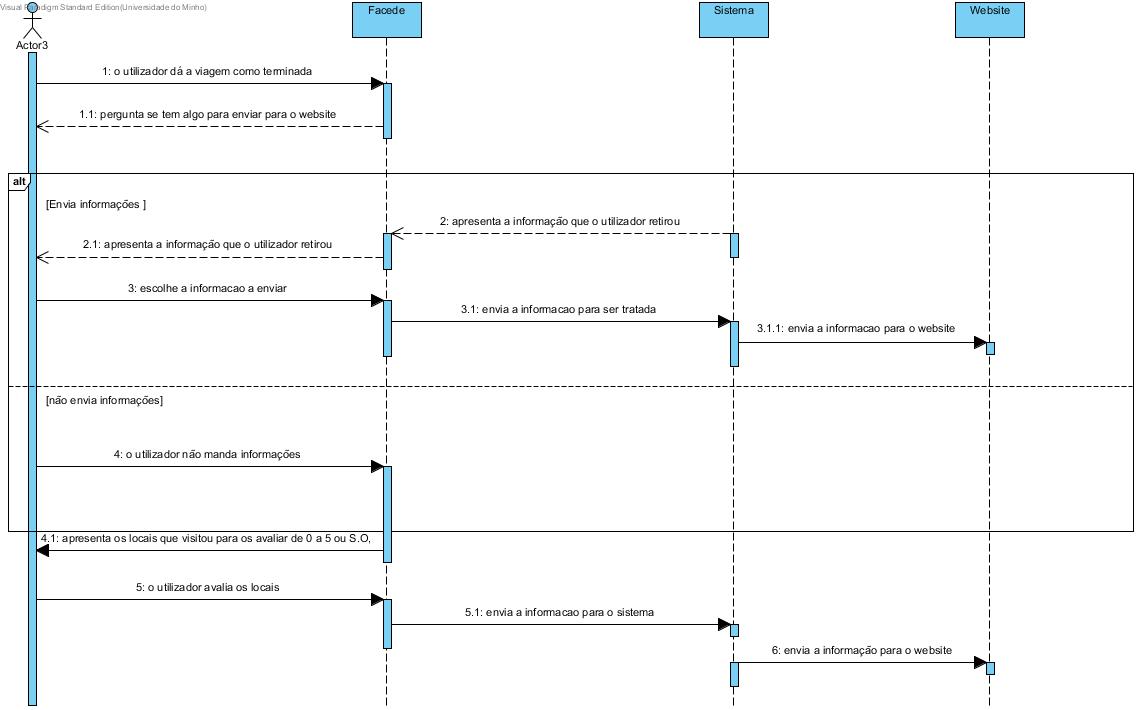 Visual Paradigm Standard Edition(Universidade do Minho)
Facede
Sistema
Website
Actor3
1: o utilizador dá a viagem como terminada
1.1: pergunta se tem algo para enviar para o website
alt
[Envia informações ]
2: apresenta a informação que o utilizador retirou
2.1: apresenta a informação que o utilizador retirou
3: escolhe a informacao a enviar
3.1: envia a informacao para ser tratada
3.1.1: envia a informacao para o website
[não envia informações]
4: o utilizador não manda informações
4.1: apresenta os locais que visitou para os avaliar de 0 a 5 ou S.O,
5: o utilizador avalia os locais
5.1: envia a informacao para o sistema
6: envia a informação para o website